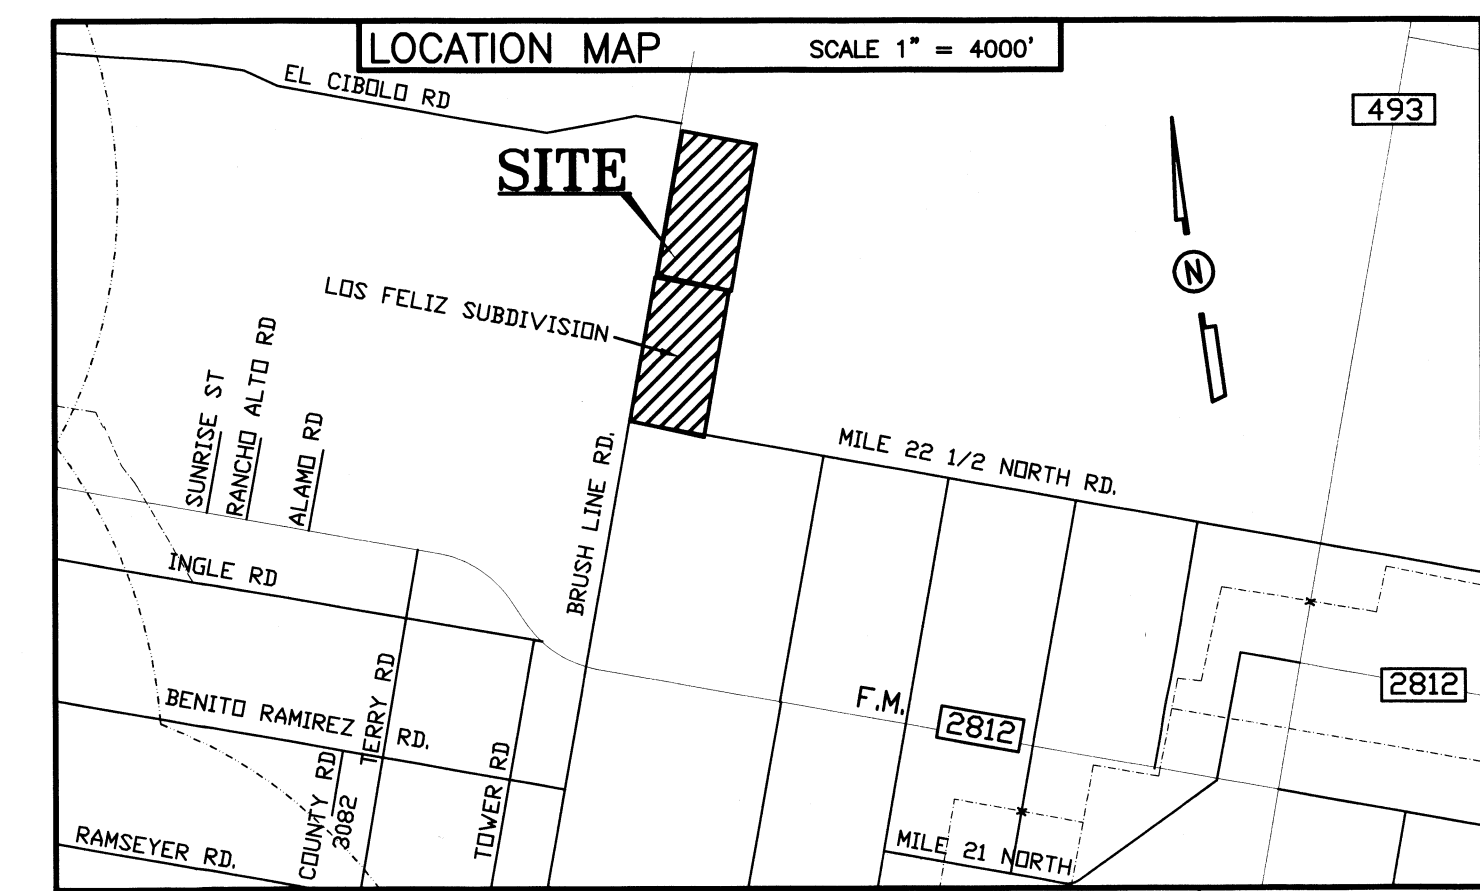 LOCATION MAP SCALE 1" = 4000'
EL CIBOLO RD
493
SITE
N
LOS FELIZ SUBDIVISION
SUNRISE ST
RANCHO ALTO RD
ALAMO RD
BRUSH LINE RD.
MILE 22 1/2 NORTH RD.
INGLE RD
TERRY RD
BENITO RAMIREZ RD.
F.M. 2812
2812
TOWER RD
COUNTY RD
3082
RAMSEYER RD.
MILE 21 NORTH